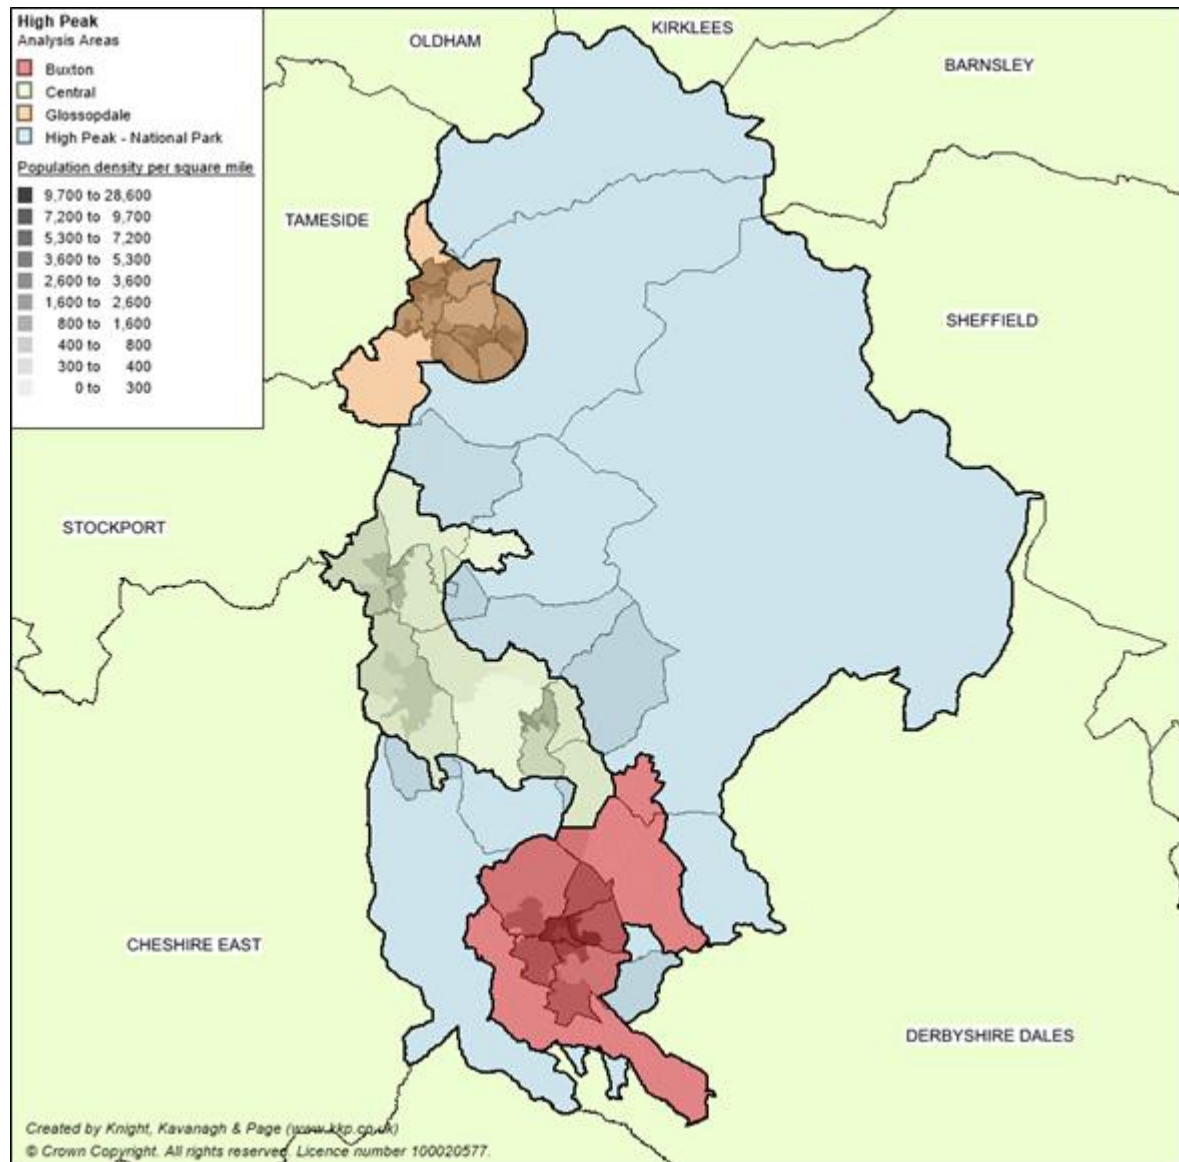 High Peak
Analysis Areas
Buxton
Central
Glossopdale
High Peak - National Park
Population density per square mile
9,700 to 28,600
7,200 to 9,700
5,300 to 7,200
3,600 to 5,300
2,600 to 3,600
1,600 to 2,600
800 to 1,600
400 to 800
300 to 400
0 to 300
OLDHAM
KIRKLEES
BARNSLEY
TAMESIDE
SHEFFIELD
STOCKPORT
CHESHIRE EAST
DERBYSHIRE DALES
Created by Knight, Kavanagh & Page (www.kkp.co.uk)
© Crown Copyright. All rights reserved. Licence number 100020577.